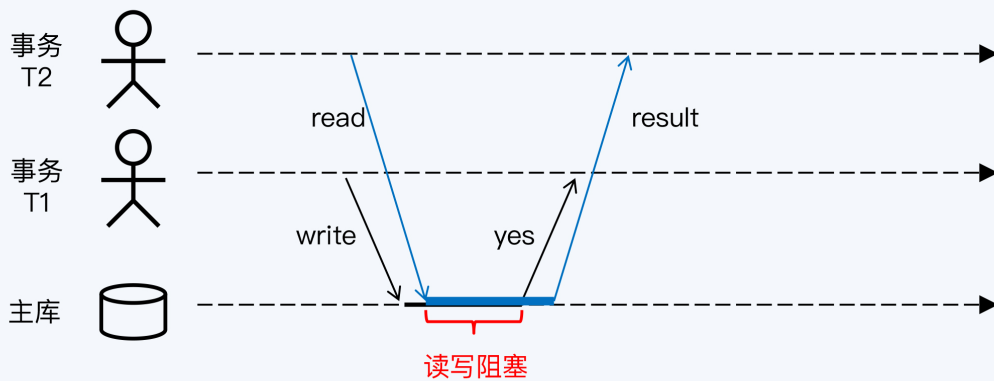 事务
T2
read
result
事务
T1
write
yes
主库
读写阻塞